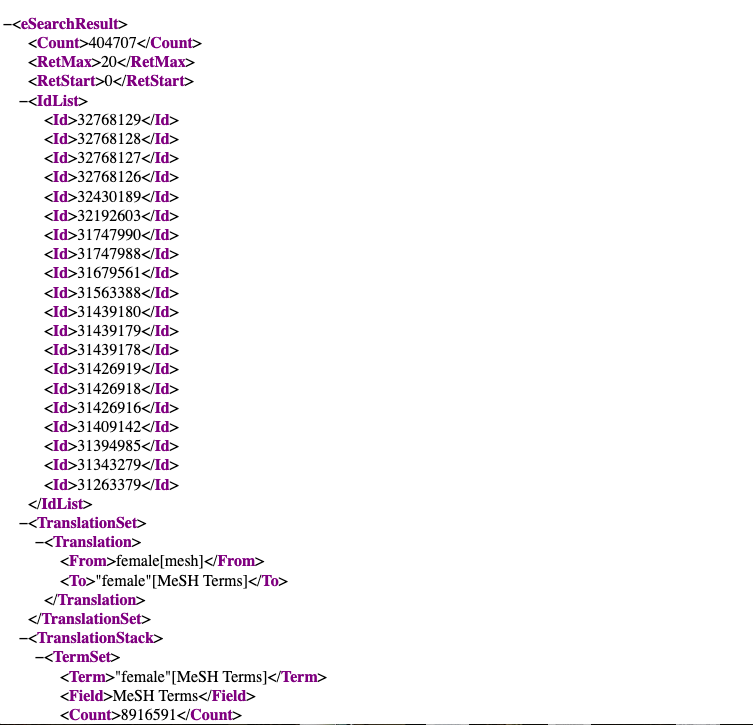 −<eSearchResult>
<Count>404707</Count>
<RetMax>20</RetMax>
<RetStart>0</RetStart>
−<IdList>
<Id>32768129</Id>
<Id>32768128</Id>
<Id>32768127</Id>
<Id>32768126</Id>
<Id>32430189</Id>
<Id>32192603</Id>
<Id>31747990</Id>
<Id>31747988</Id>
<Id>31679561</Id>
<Id>31563388</Id>
<Id>31439180</Id>
<Id>31439179</Id>
<Id>31439178</Id>
<Id>31426919</Id>
<Id>31426918</Id>
<Id>31426916</Id>
<Id>31409142</Id>
<Id>31394985</Id>
<Id>31343279</Id>
<Id>31263379</Id>
</IdList>
−<TranslationSet>
−<Translation>
<From>female[mesh]</From>
<To>"female"[MeSH Terms]</To>
</Translation>
</TranslationSet>
−<TranslationStack>
−<TermSet>
<Term>"female"[MeSH Terms]</Term>
<Field>MeSH Terms</Field>
<Count>8916591</Count>